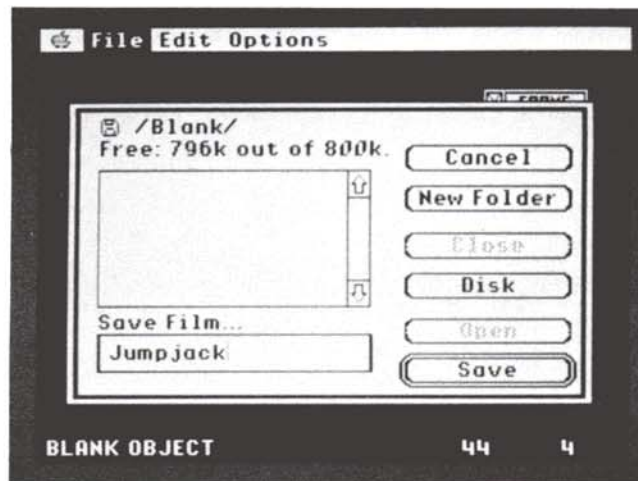 File Edit Options
/Blank/
Free: 796k out of 800k.
Cancel
New Folder
Close
Disk
Save Film...
Open
Jumpjack
Save
BLANK OBJECT 44 4